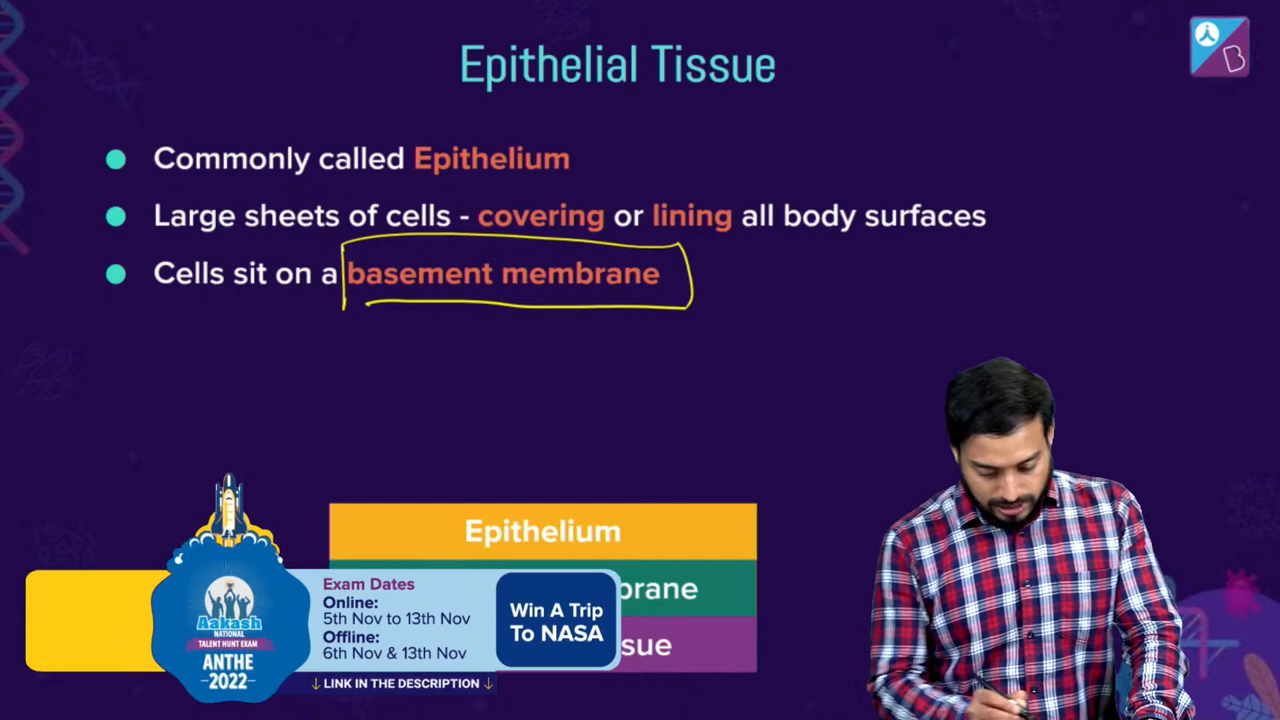 Epithelial Tissue
B
Commonly called Epithelium
Large sheets of cells - covering or lining all body surfaces
Cells sit on a basement membrane
Epithelium
brane
sue
Aakash
NATIONAL
TALENT HUNT EXAM
ANTHE
2022
Exam Dates
Online:
5th Nov to 13th Nov
Offline:
6th Nov & 13th Nov
Win A Trip
To NASA
LINK IN THE DESCRIPTION